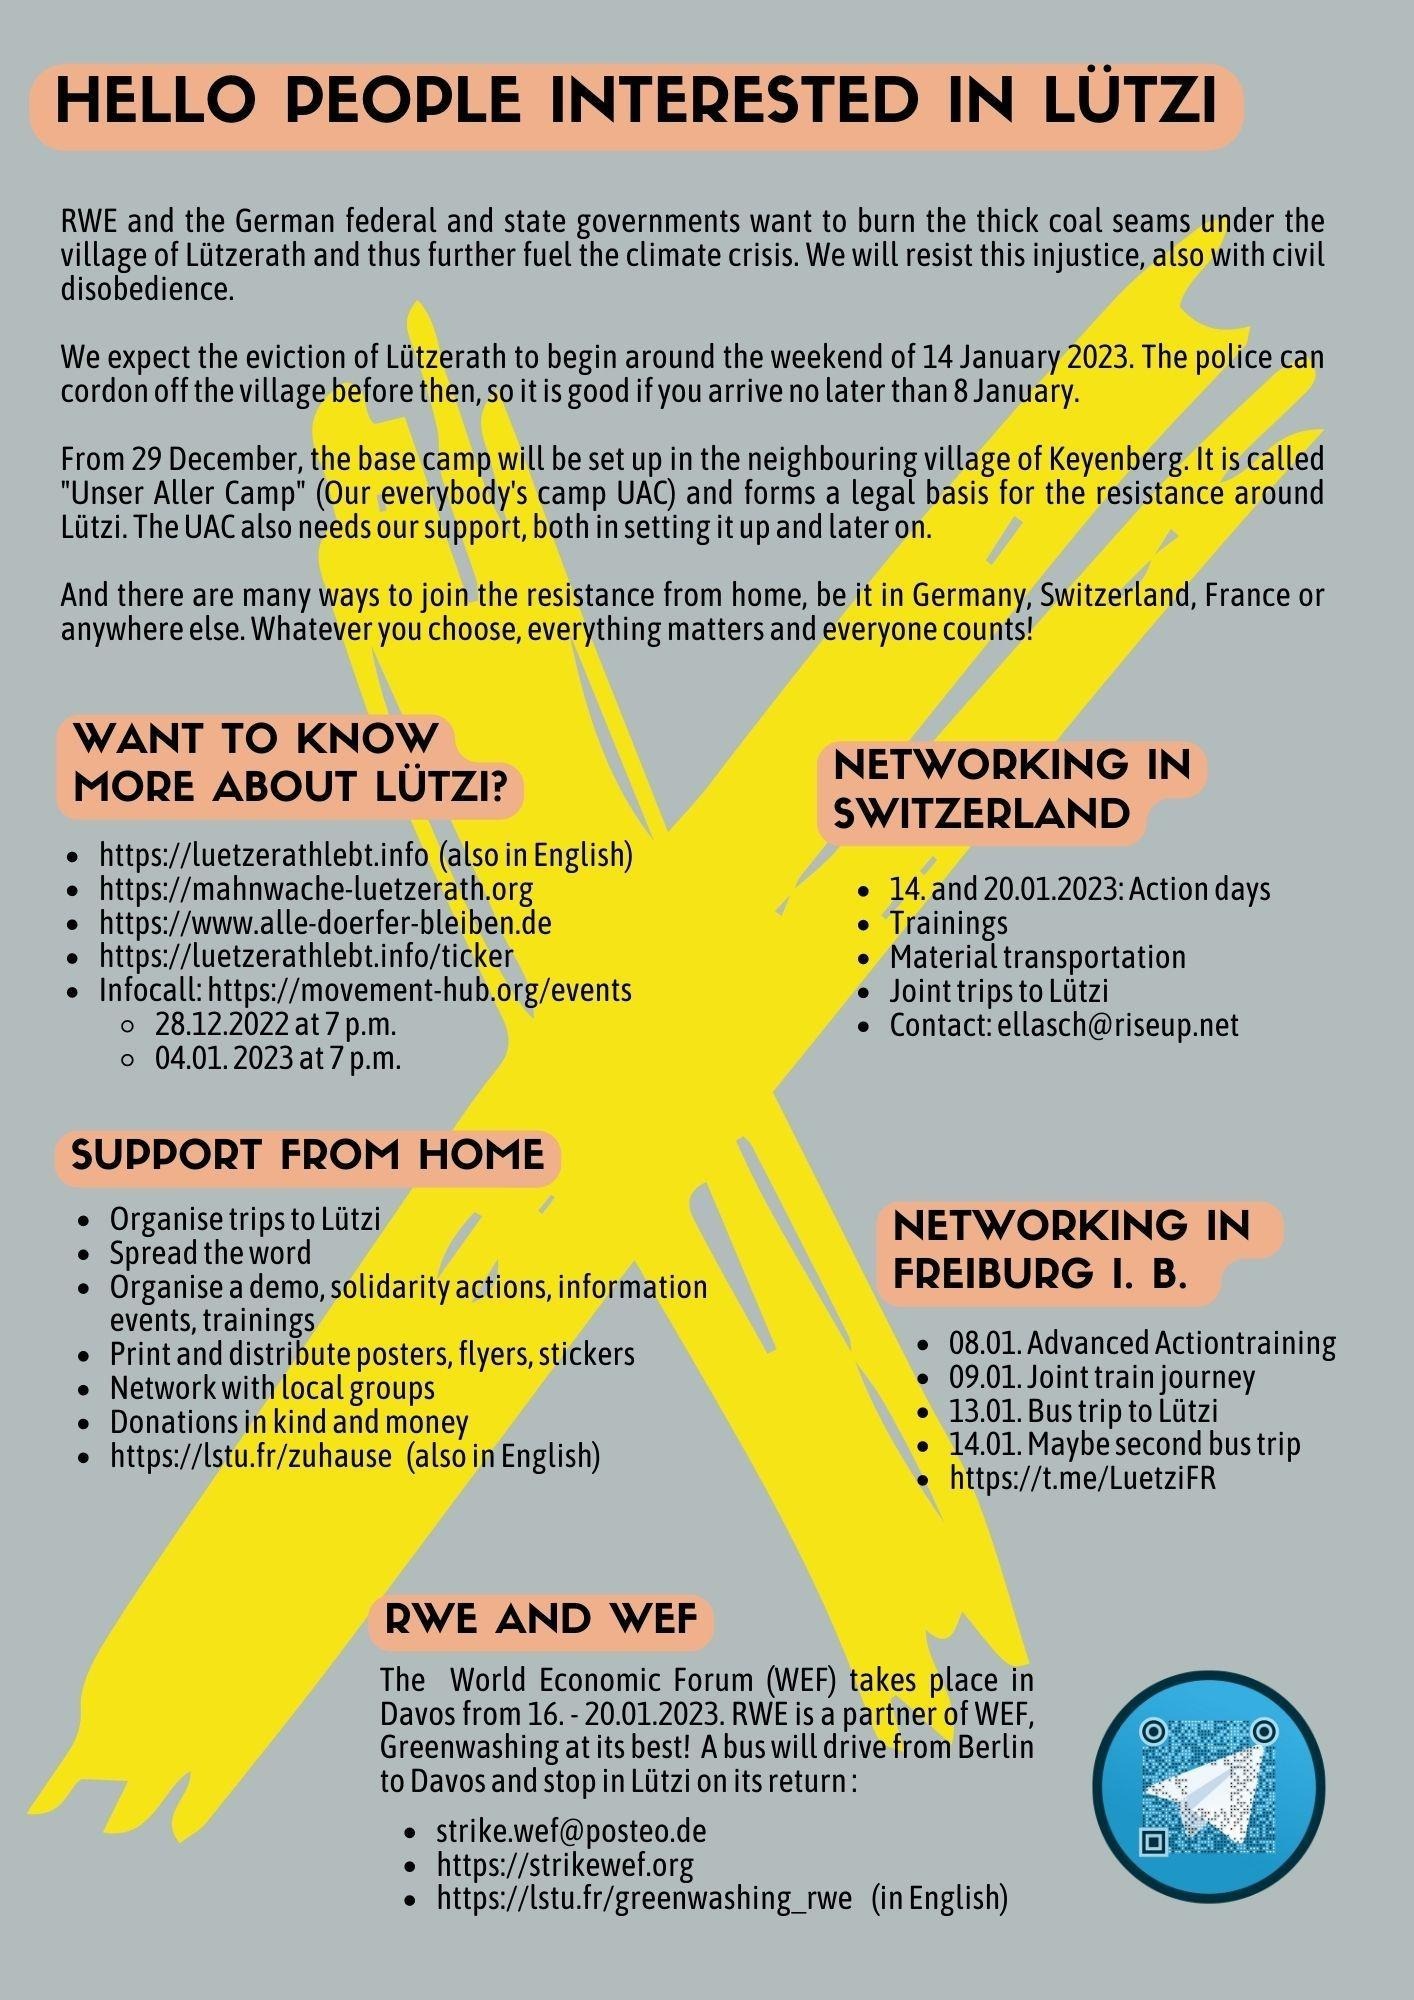 HELLO PEOPLE INTERESTED IN LÜTZI
RWE and the German federal and state governments want to burn the thick coal seams under the
village of Lützerath and thus further fuel the climate crisis. We will resist this injustice, also with civil
disobedience.
We expect the eviction of Lützerath to begin around the weekend of 14 January 2023. The police can
cordon off the village before then, so it is good if you arrive no later than 8 January.
From 29 December, the base camp will be set up in the neighbouring village of Keyenberg. It is called
"Unser Aller Camp" (Our everybody's camp UAC) and forms a legal basis for the resistance around
Lützi. The UAC also needs our support, both in setting it up and later on.
And there are many ways to join the resistance from home, be it in Germany, Switzerland, France or
anywhere else. Whatever you choose, everything matters and everyone counts!
WANT TO KNOW
MORE ABOUT LÜTZI?
• https://luetzerathlebt.info (also in English)
• https://mahnwache-luetzerath.org
• https://www.alle-doerfer-bleiben.de
• https://luetzerathlebt.info/ticker
• Infocall: https://movement-hub.org/events
◦ 28.12.2022 at 7 p.m.
◦ 04.01. 2023 at 7 p.m.
NETWORKING IN
SWITZERLAND
• 14. and 20.01.2023: Action days
• Trainings
• Material transportation
• Joint trips to Lützi
• Contact: ellasch@riseup.net
SUPPORT FROM HOME
• Organise trips to Lützi
• Spread the word
• Organise a demo, solidarity actions, information
events, trainings
• Print and distribute posters, flyers, stickers
• Network with local groups
• Donations in kind and money
• https://lstu.fr/zuhause (also in English)
NETWORKING IN
FREIBURG I. B.
• 08.01. Advanced Actiontraining
• 09.01. Joint train journey
• 13.01. Bus trip to Lützi
• 14.01. Maybe second bus trip
• https://t.me/LuetziFR
RWE AND WEF
The World Economic Forum (WEF) takes place in
Davos from 16. - 20.01.2023. RWE is a partner of WEF,
Greenwashing at its best! A bus will drive from Berlin
to Davos and stop in Lützi on its return :
• strike.wef@posteo.de
• https://strikewef.org
• https://lstu.fr/greenwashing_rwe (in English)